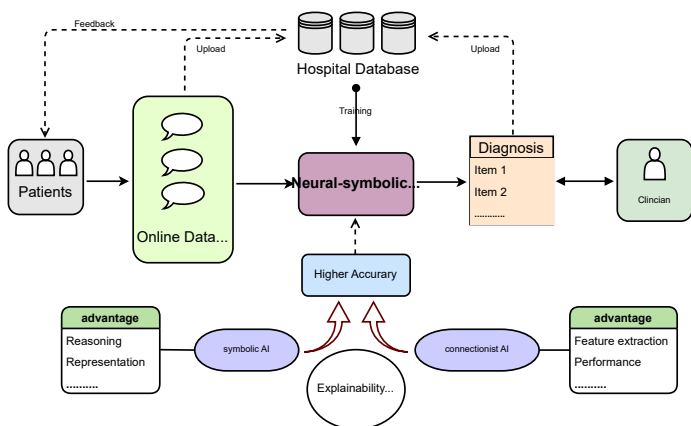 Feedback
Upload
Upload
Hospital Database
Training
Patients
Online Data...
Neural-symbolic...
Diagnosis
Item 1
Item 2
............
Clincian
Higher Accurary
advantage
Reasoning
Representation
..........
symbolic AI
Explainability...
connectionist AI
advantage
Feature extraction
Performance
..........